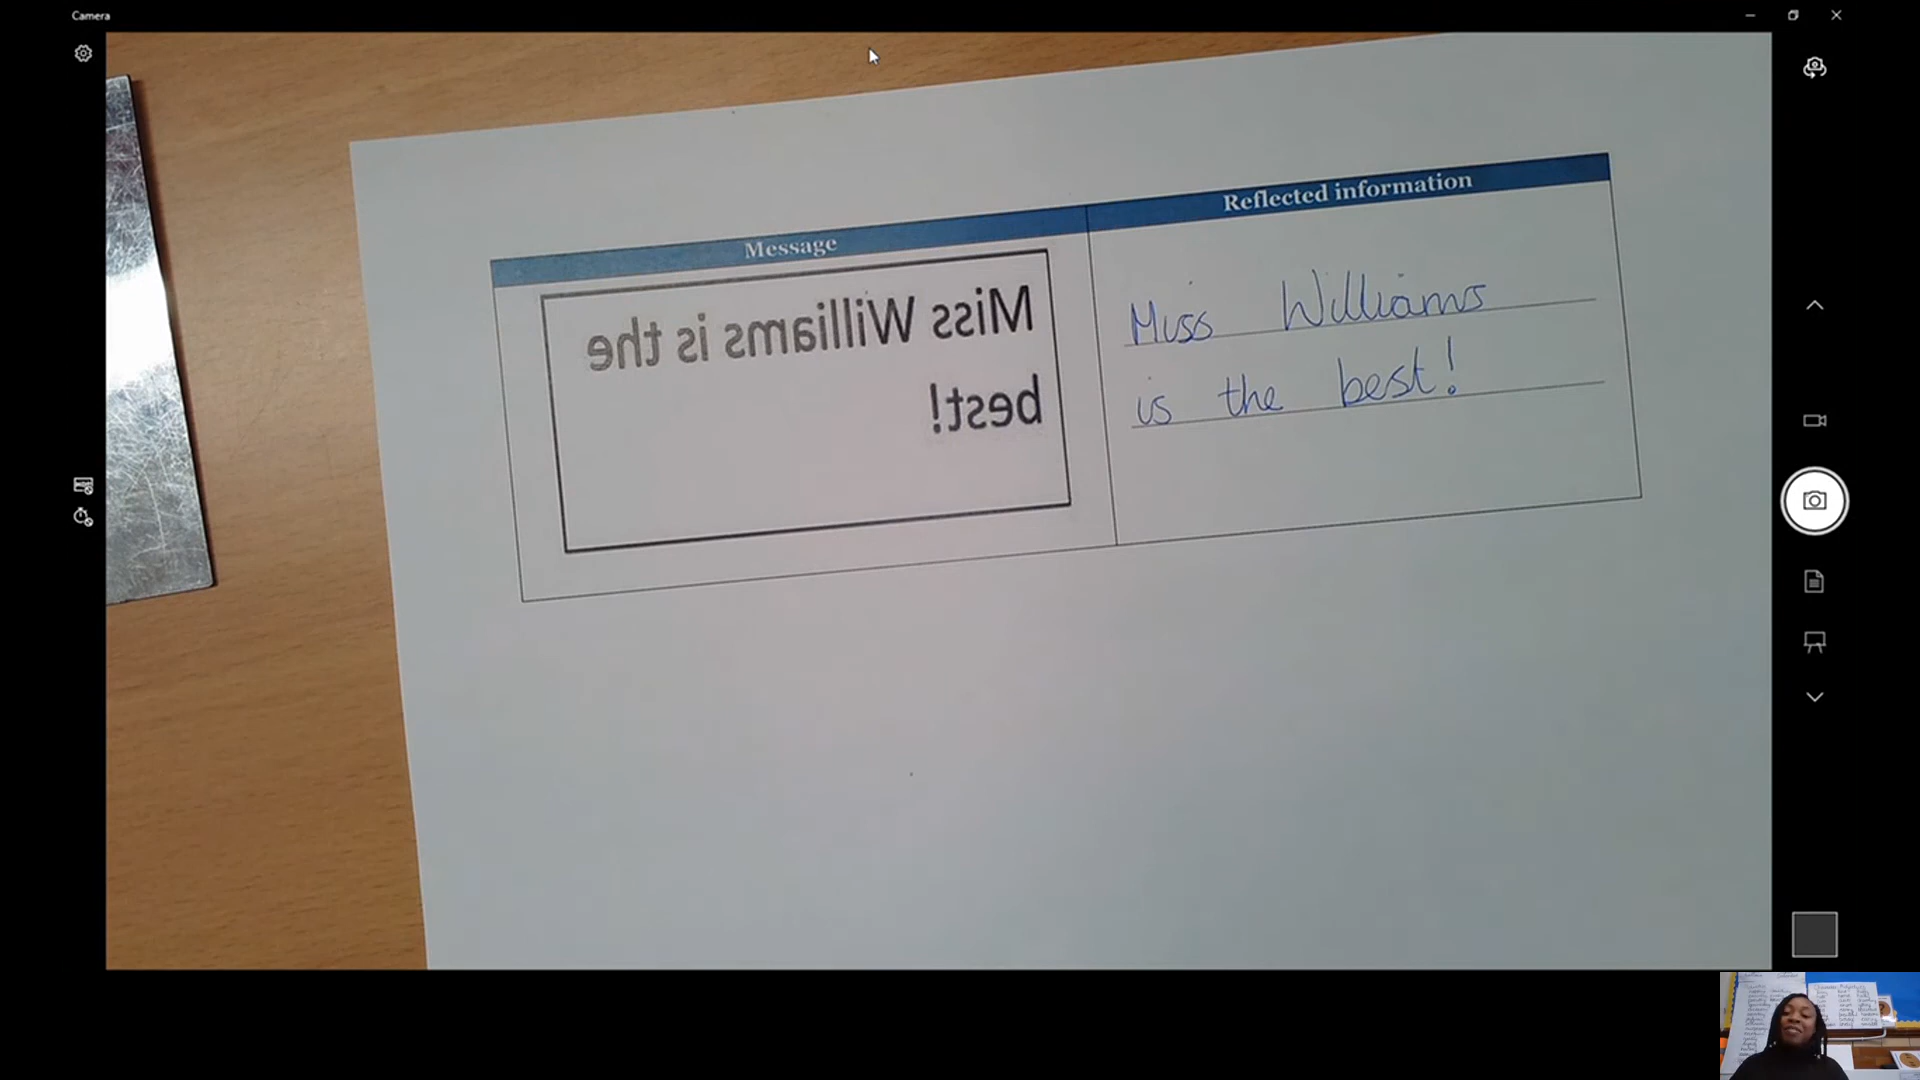 Camera
Message
Reflected information
Miss Williams is the
best!
Miss Williams
is the best!